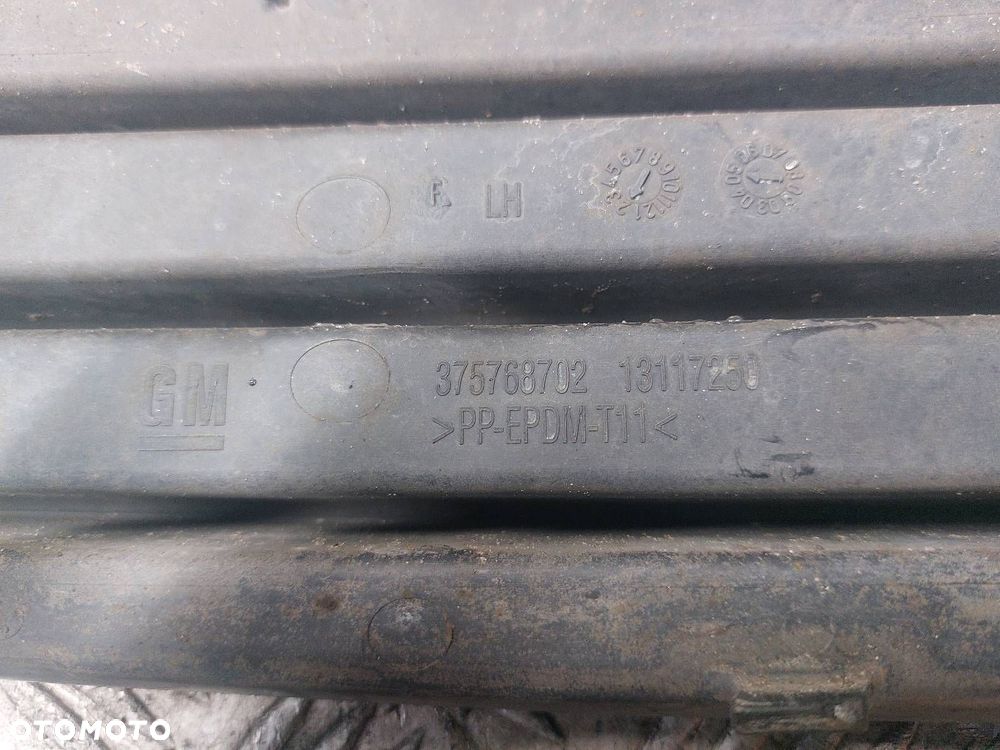 F. LH
GM 375768702 13117250
>PP-EPDM-T11<
OTOMOTO